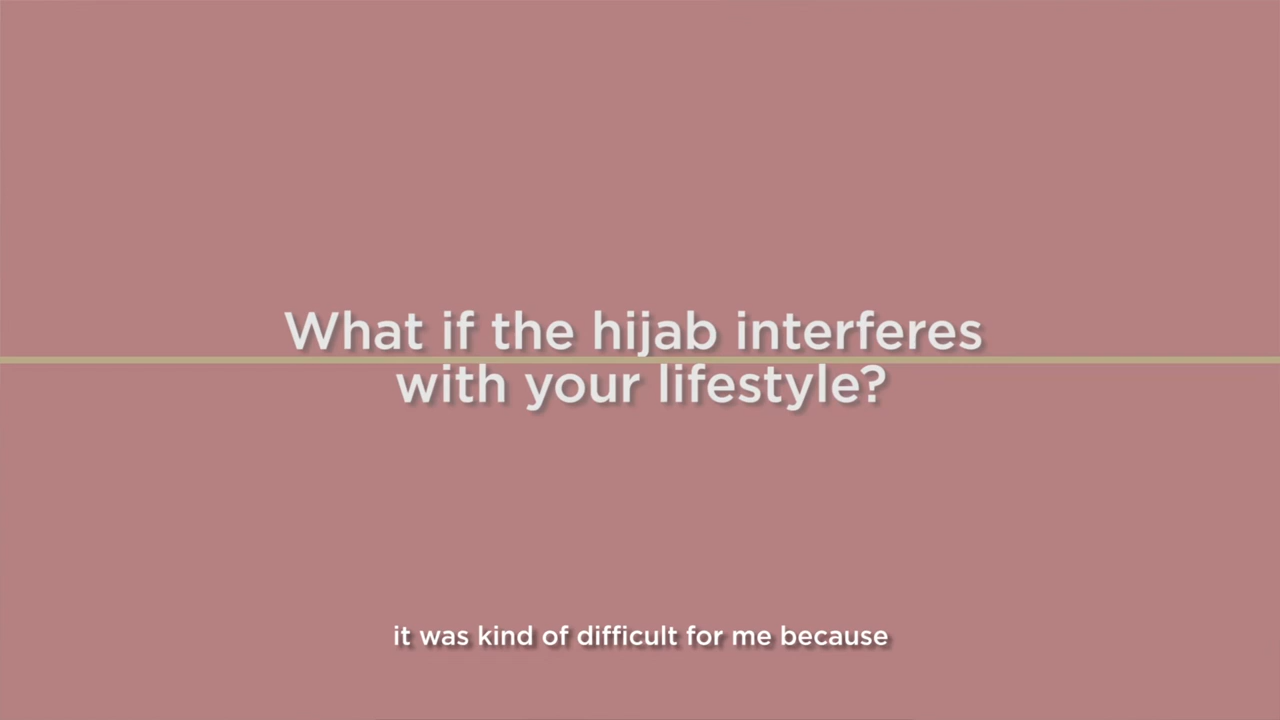 What if the hijab interferes
with your lifestyle?
it was kind of difficult for me because